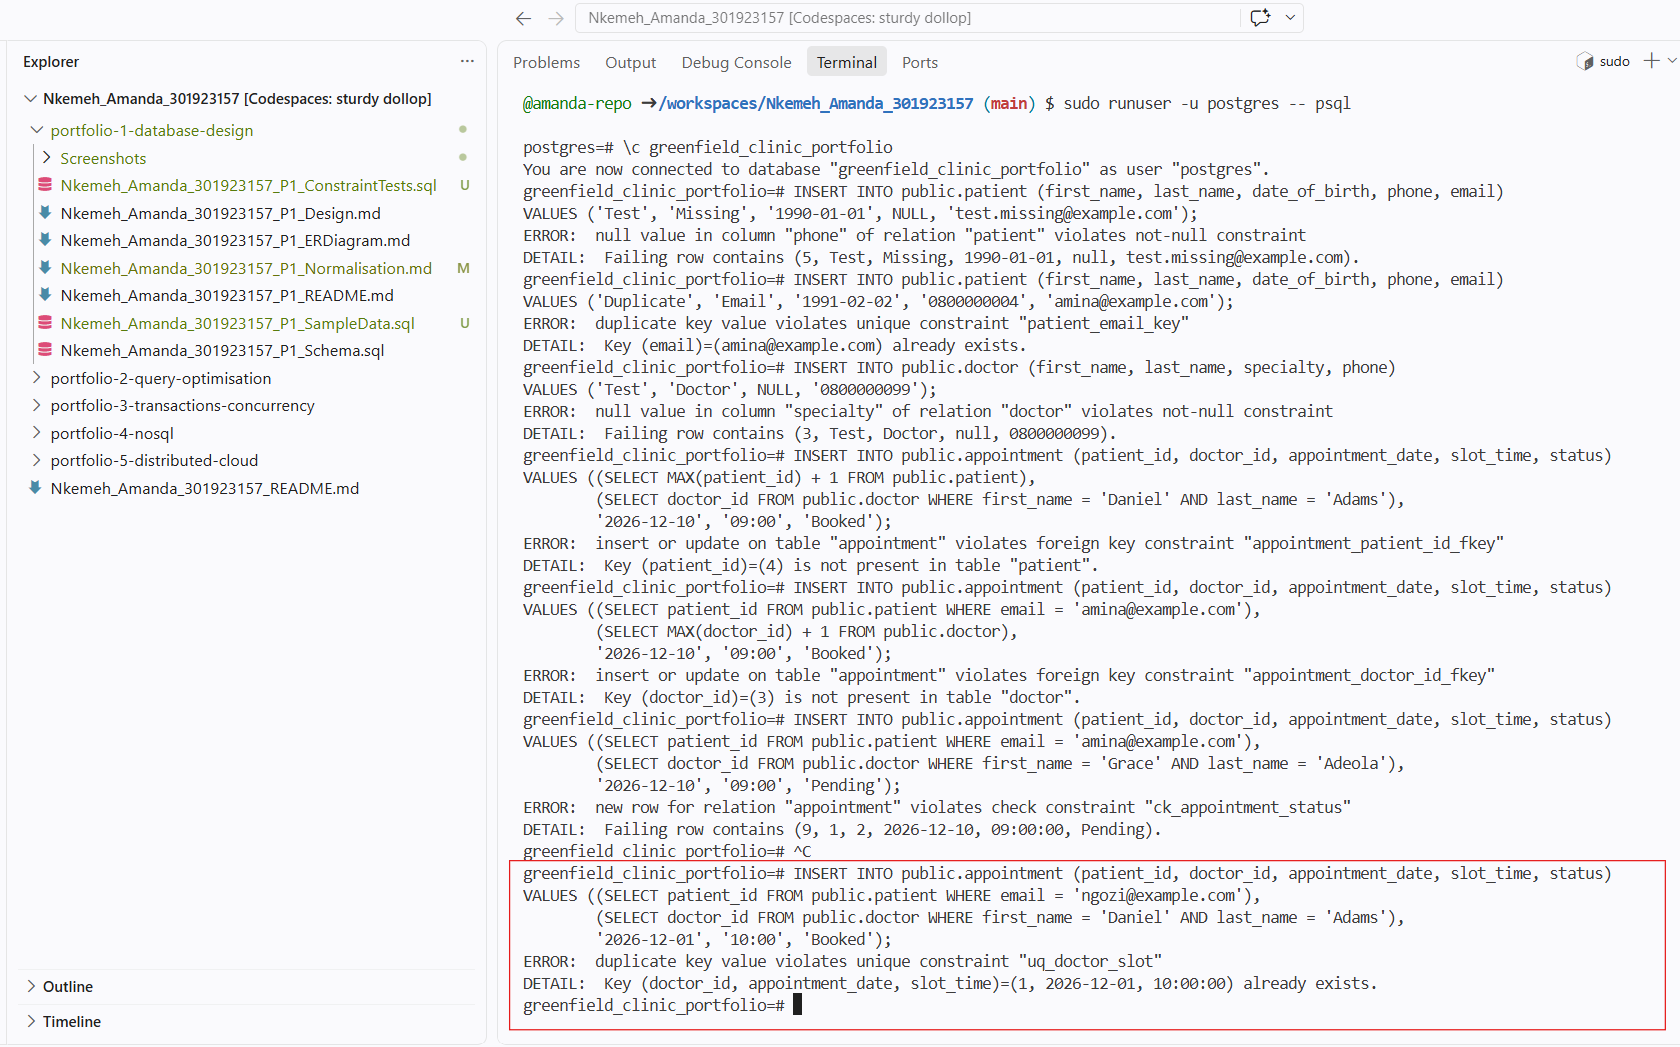 Nkemeh_Amanda_301923157 [Codespaces: sturdy dollop]
Explorer
Nkemeh_Amanda_301923157 [Codespaces: sturdy dollop]
portfolio-1-database-design
Screenshots
Nkemeh_Amanda_301923157_P1_ConstraintTests.sql U
Nkemeh_Amanda_301923157_P1_Design.md
Nkemeh_Amanda_301923157_P1_ERDiagram.md
Nkemeh_Amanda_301923157_P1_Normalisation.md M
Nkemeh_Amanda_301923157_P1_README.md
Nkemeh_Amanda_301923157_P1_SampleData.sql U
Nkemeh_Amanda_301923157_P1_Schema.sql
portfolio-2-query-optimisation
portfolio-3-transactions-concurrency
portfolio-4-nosql
portfolio-5-distributed-cloud
Nkemeh_Amanda_301923157_README.md
Outline
Timeline
Problems Output Debug Console Terminal Ports
sudo
@amanda-repo ➜/workspaces/Nkemeh_Amanda_301923157 (main) $ sudo runuser -u postgres -- psql
postgres=# \c greenfield_clinic_portfolio
You are now connected to database "greenfield_clinic_portfolio" as user "postgres".
greenfield_clinic_portfolio=# INSERT INTO public.patient (first_name, last_name, date_of_birth, phone, email)
VALUES ('Test', 'Missing', '1990-01-01', NULL, 'test.missing@example.com');
ERROR:  null value in column "phone" of relation "patient" violates not-null constraint
DETAIL:  Failing row contains (5, Test, Missing, 1990-01-01, null, test.missing@example.com).
greenfield_clinic_portfolio=# INSERT INTO public.patient (first_name, last_name, date_of_birth, phone, email)
VALUES ('Duplicate', 'Email', '1991-02-02', '0800000004', 'amina@example.com');
ERROR:  duplicate key value violates unique constraint "patient_email_key"
DETAIL:  Key (email)=(amina@example.com) already exists.
greenfield_clinic_portfolio=# INSERT INTO public.doctor (first_name, last_name, specialty, phone)
VALUES ('Test', 'Doctor', NULL, '0800000099');
ERROR:  null value in column "specialty" of relation "doctor" violates not-null constraint
DETAIL:  Failing row contains (3, Test, Doctor, null, 0800000099).
greenfield_clinic_portfolio=# INSERT INTO public.appointment (patient_id, doctor_id, appointment_date, slot_time, status)
VALUES ((SELECT MAX(patient_id) + 1 FROM public.patient),
        (SELECT doctor_id FROM public.doctor WHERE first_name = 'Daniel' AND last_name = 'Adams'),
        '2026-12-10', '09:00', 'Booked');
ERROR:  insert or update on table "appointment" violates foreign key constraint "appointment_patient_id_fkey"
DETAIL:  Key (patient_id)=(4) is not present in table "patient".
greenfield_clinic_portfolio=# INSERT INTO public.appointment (patient_id, doctor_id, appointment_date, slot_time, status)
VALUES ((SELECT patient_id FROM public.patient WHERE email = 'amina@example.com'),
        (SELECT MAX(doctor_id) + 1 FROM public.doctor),
        '2026-12-10', '09:00', 'Booked');
ERROR:  insert or update on table "appointment" violates foreign key constraint "appointment_doctor_id_fkey"
DETAIL:  Key (doctor_id)=(3) is not present in table "doctor".
greenfield_clinic_portfolio=# INSERT INTO public.appointment (patient_id, doctor_id, appointment_date, slot_time, status)
VALUES ((SELECT patient_id FROM public.patient WHERE email = 'amina@example.com'),
        (SELECT doctor_id FROM public.doctor WHERE first_name = 'Grace' AND last_name = 'Adeola'),
        '2026-12-10', '09:00', 'Pending');
ERROR:  new row for relation "appointment" violates check constraint "ck_appointment_status"
DETAIL:  Failing row contains (9, 1, 2, 2026-12-10, 09:00:00, Pending).
greenfield_clinic_portfolio=# ^C
greenfield_clinic_portfolio=# INSERT INTO public.appointment (patient_id, doctor_id, appointment_date, slot_time, status)
VALUES ((SELECT patient_id FROM public.patient WHERE email = 'ngozi@example.com'),
        (SELECT doctor_id FROM public.doctor WHERE first_name = 'Daniel' AND last_name = 'Adams'),
        '2026-12-01', '10:00', 'Booked');
ERROR:  duplicate key value violates unique constraint "uq_doctor_slot"
DETAIL:  Key (doctor_id, appointment_date, slot_time)=(1, 2026-12-01, 10:00:00) already exists.
greenfield_clinic_portfolio=#